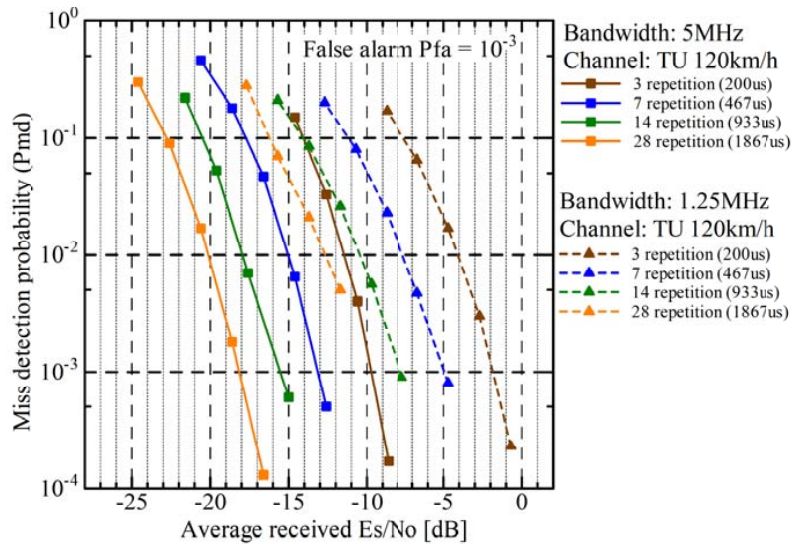 10^0
10^-1
10^-2
10^-3
10^-4
Miss detection probability (Pmd)
False alarm Pfa = 10^-3
-25
-20
-15
-10
-5
0
Average received Es/No [dB]
Bandwidth: 5MHz
Channel: TU 120km/h
3 repetition (200us)
7 repetition (467us)
14 repetition (933us)
28 repetition (1867us)
Bandwidth: 1.25MHz
Channel: TU 120km/h
3 repetition (200us)
7 repetition (467us)
14 repetition (933us)
28 repetition (1867us)